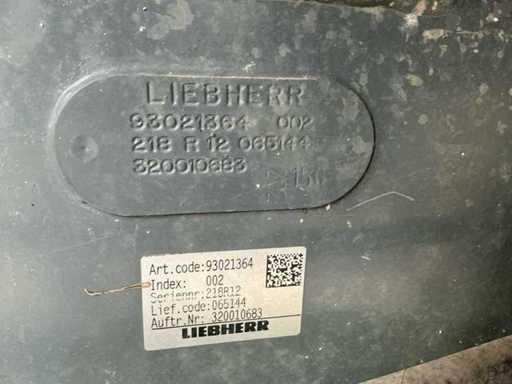 LIEBHERR
93021364 002
218 R 12 065144
320010683
Art.code:93021364
Index: 002
Seriennr:218R12
Lief.code:065144
Auftr.Nr: 320010683
LIEBHERR